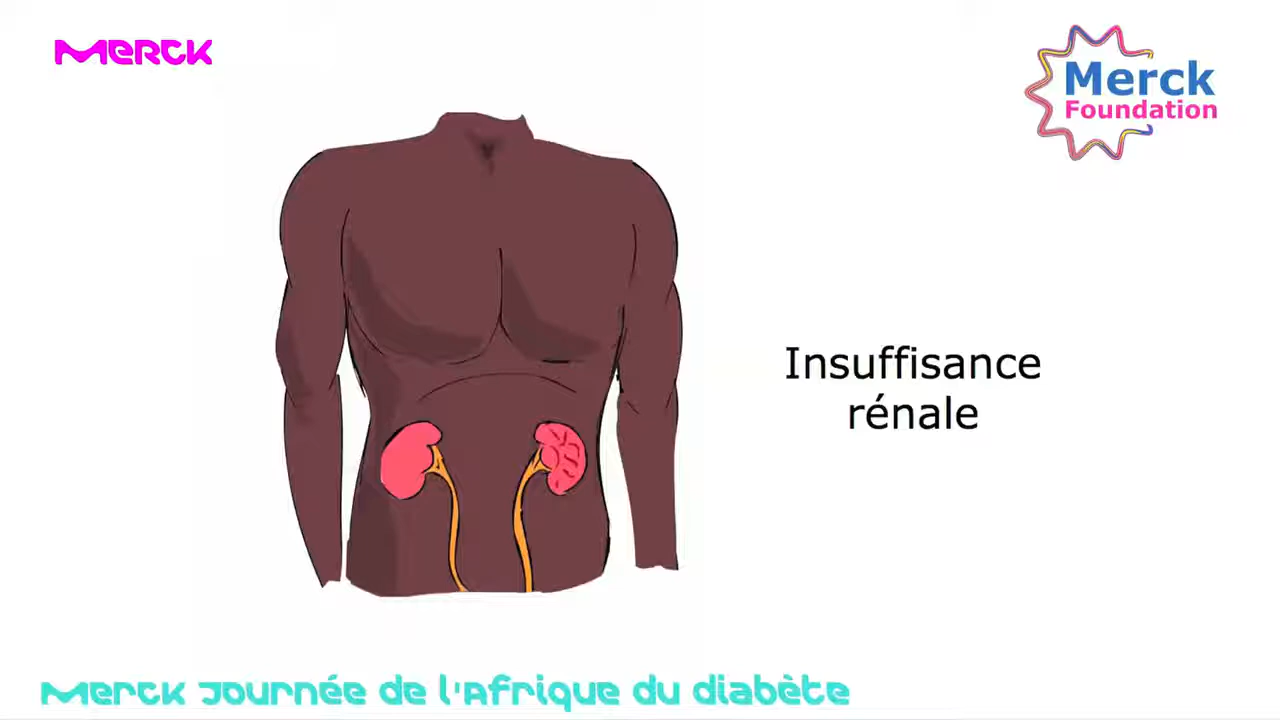 Merck
Merck
Foundation
Insuffisance
rénale
Merck Journée de l'Afrique du diabète